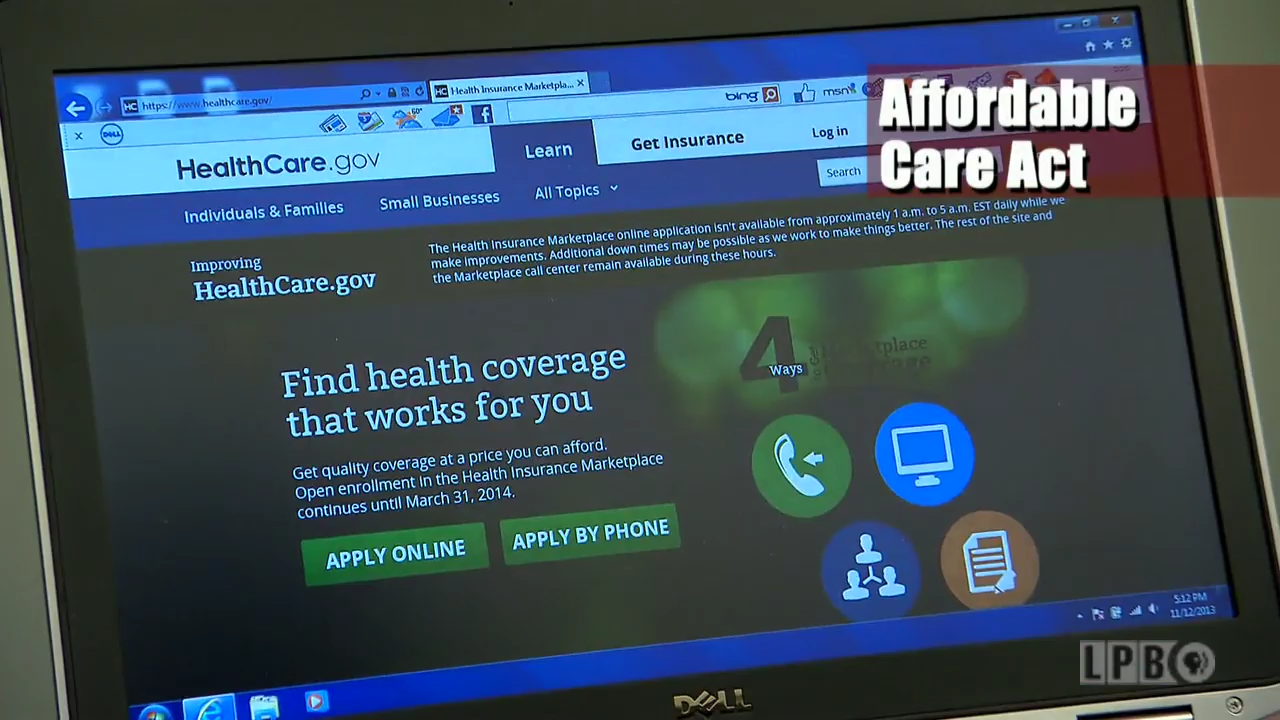 Affordable
Care Act
HC https://www.healthcare.gov/
HC Health Insurance Marketpla...
DELL
bing
msn
HealthCare.gov
Learn
Get Insurance
Log in
Individuals & Families
Small Businesses
All Topics
Search
Improving
HealthCare.gov
The Health Insurance Marketplace online application isn't available from approximately 1 a.m. to 5 a.m. EST daily while we
make improvements. Additional down times may be possible as we work to make things better. The rest of the site and
the Marketplace call center remain available during these hours.
Find health coverage
that works for you
4
Ways
Get quality coverage at a price you can afford.
Open enrollment in the Health Insurance Marketplace
continues until March 31, 2014.
APPLY ONLINE
APPLY BY PHONE
5:12 PM
11/12/2013
LPB
DELL